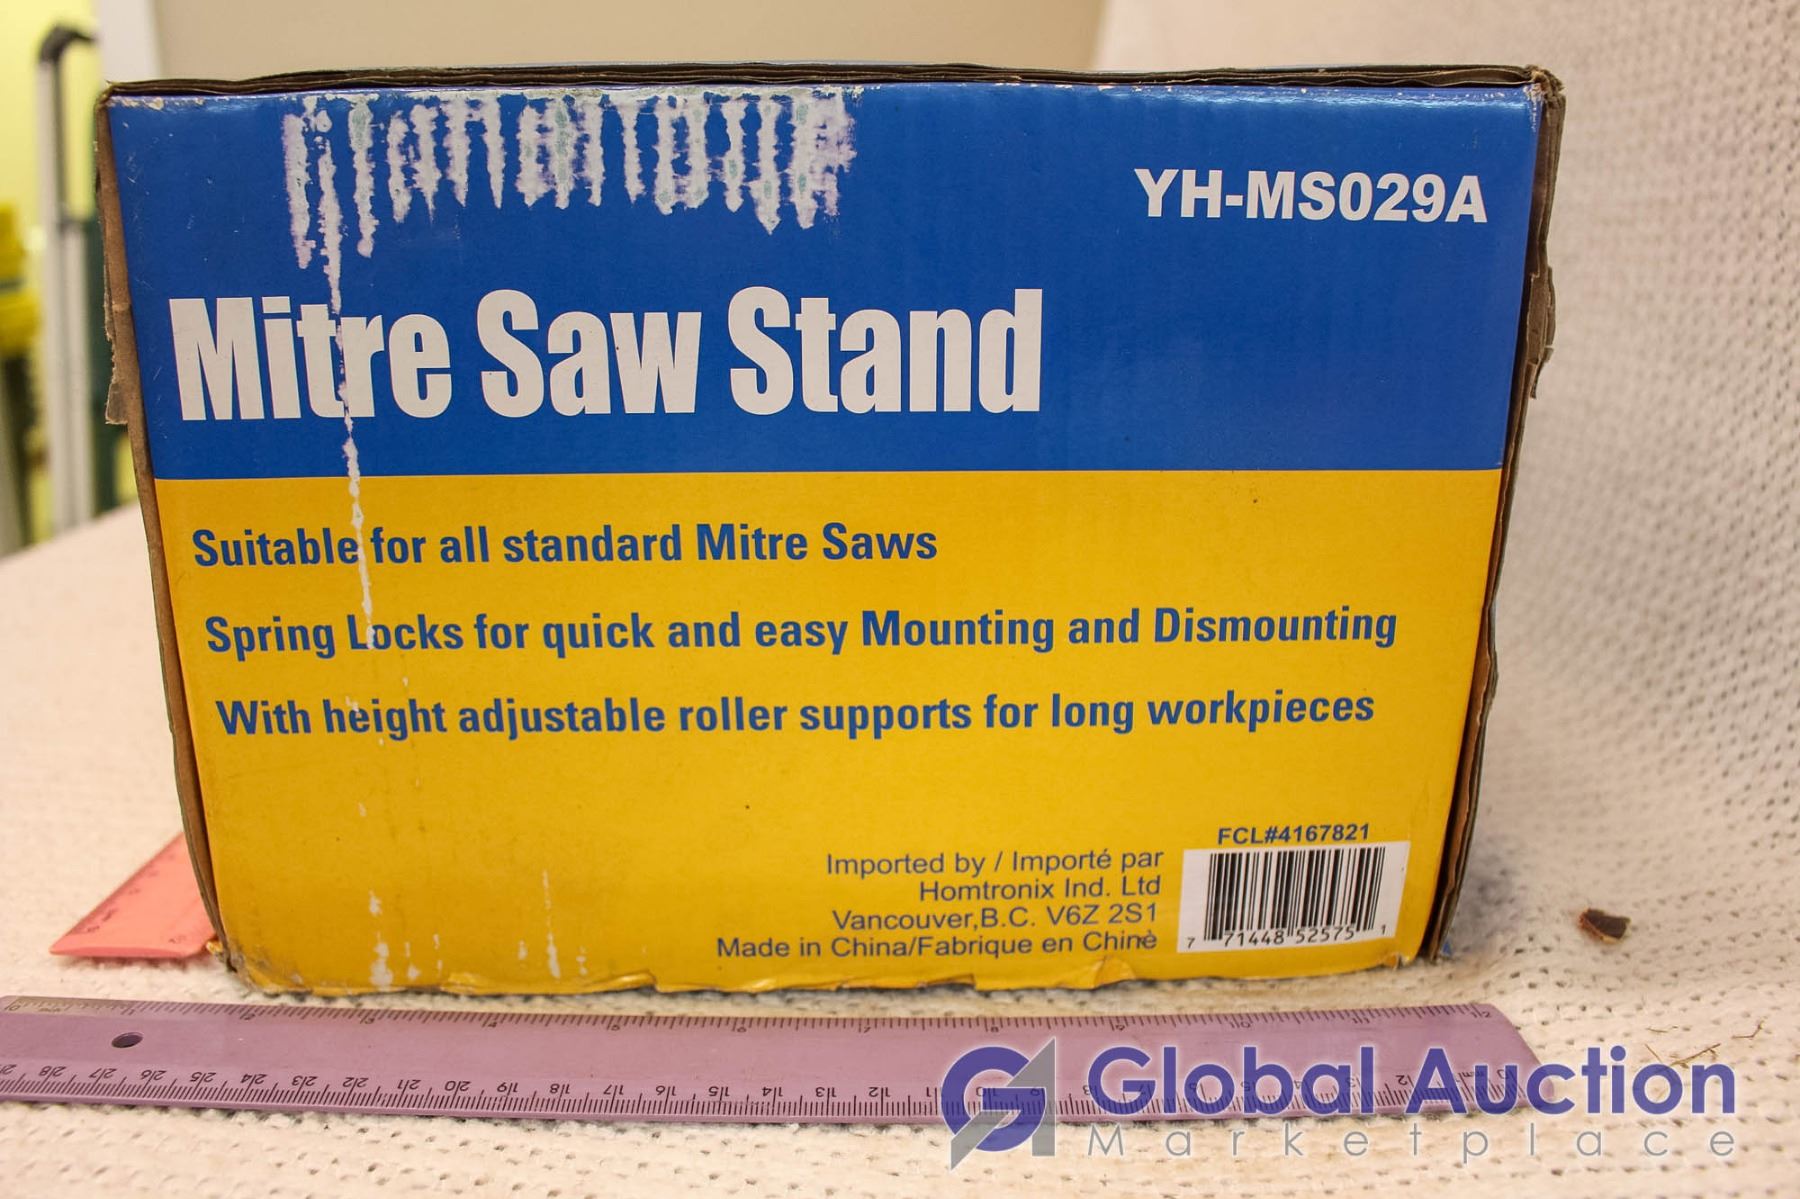 YH-MS029A
Mitre Saw Stand
Suitable for all standard Mitre Saws
Spring Locks for quick and easy Mounting and Dismounting
With height adjustable roller supports for long workpieces
FCL#4167821
Imported by / Importé par
Homtronix Ind. Ltd
Vancouver,B.C. V6Z 2S1
Made in China/Fabrique en Chinè
7 71448 52575 1
Global Auction
Marketplace